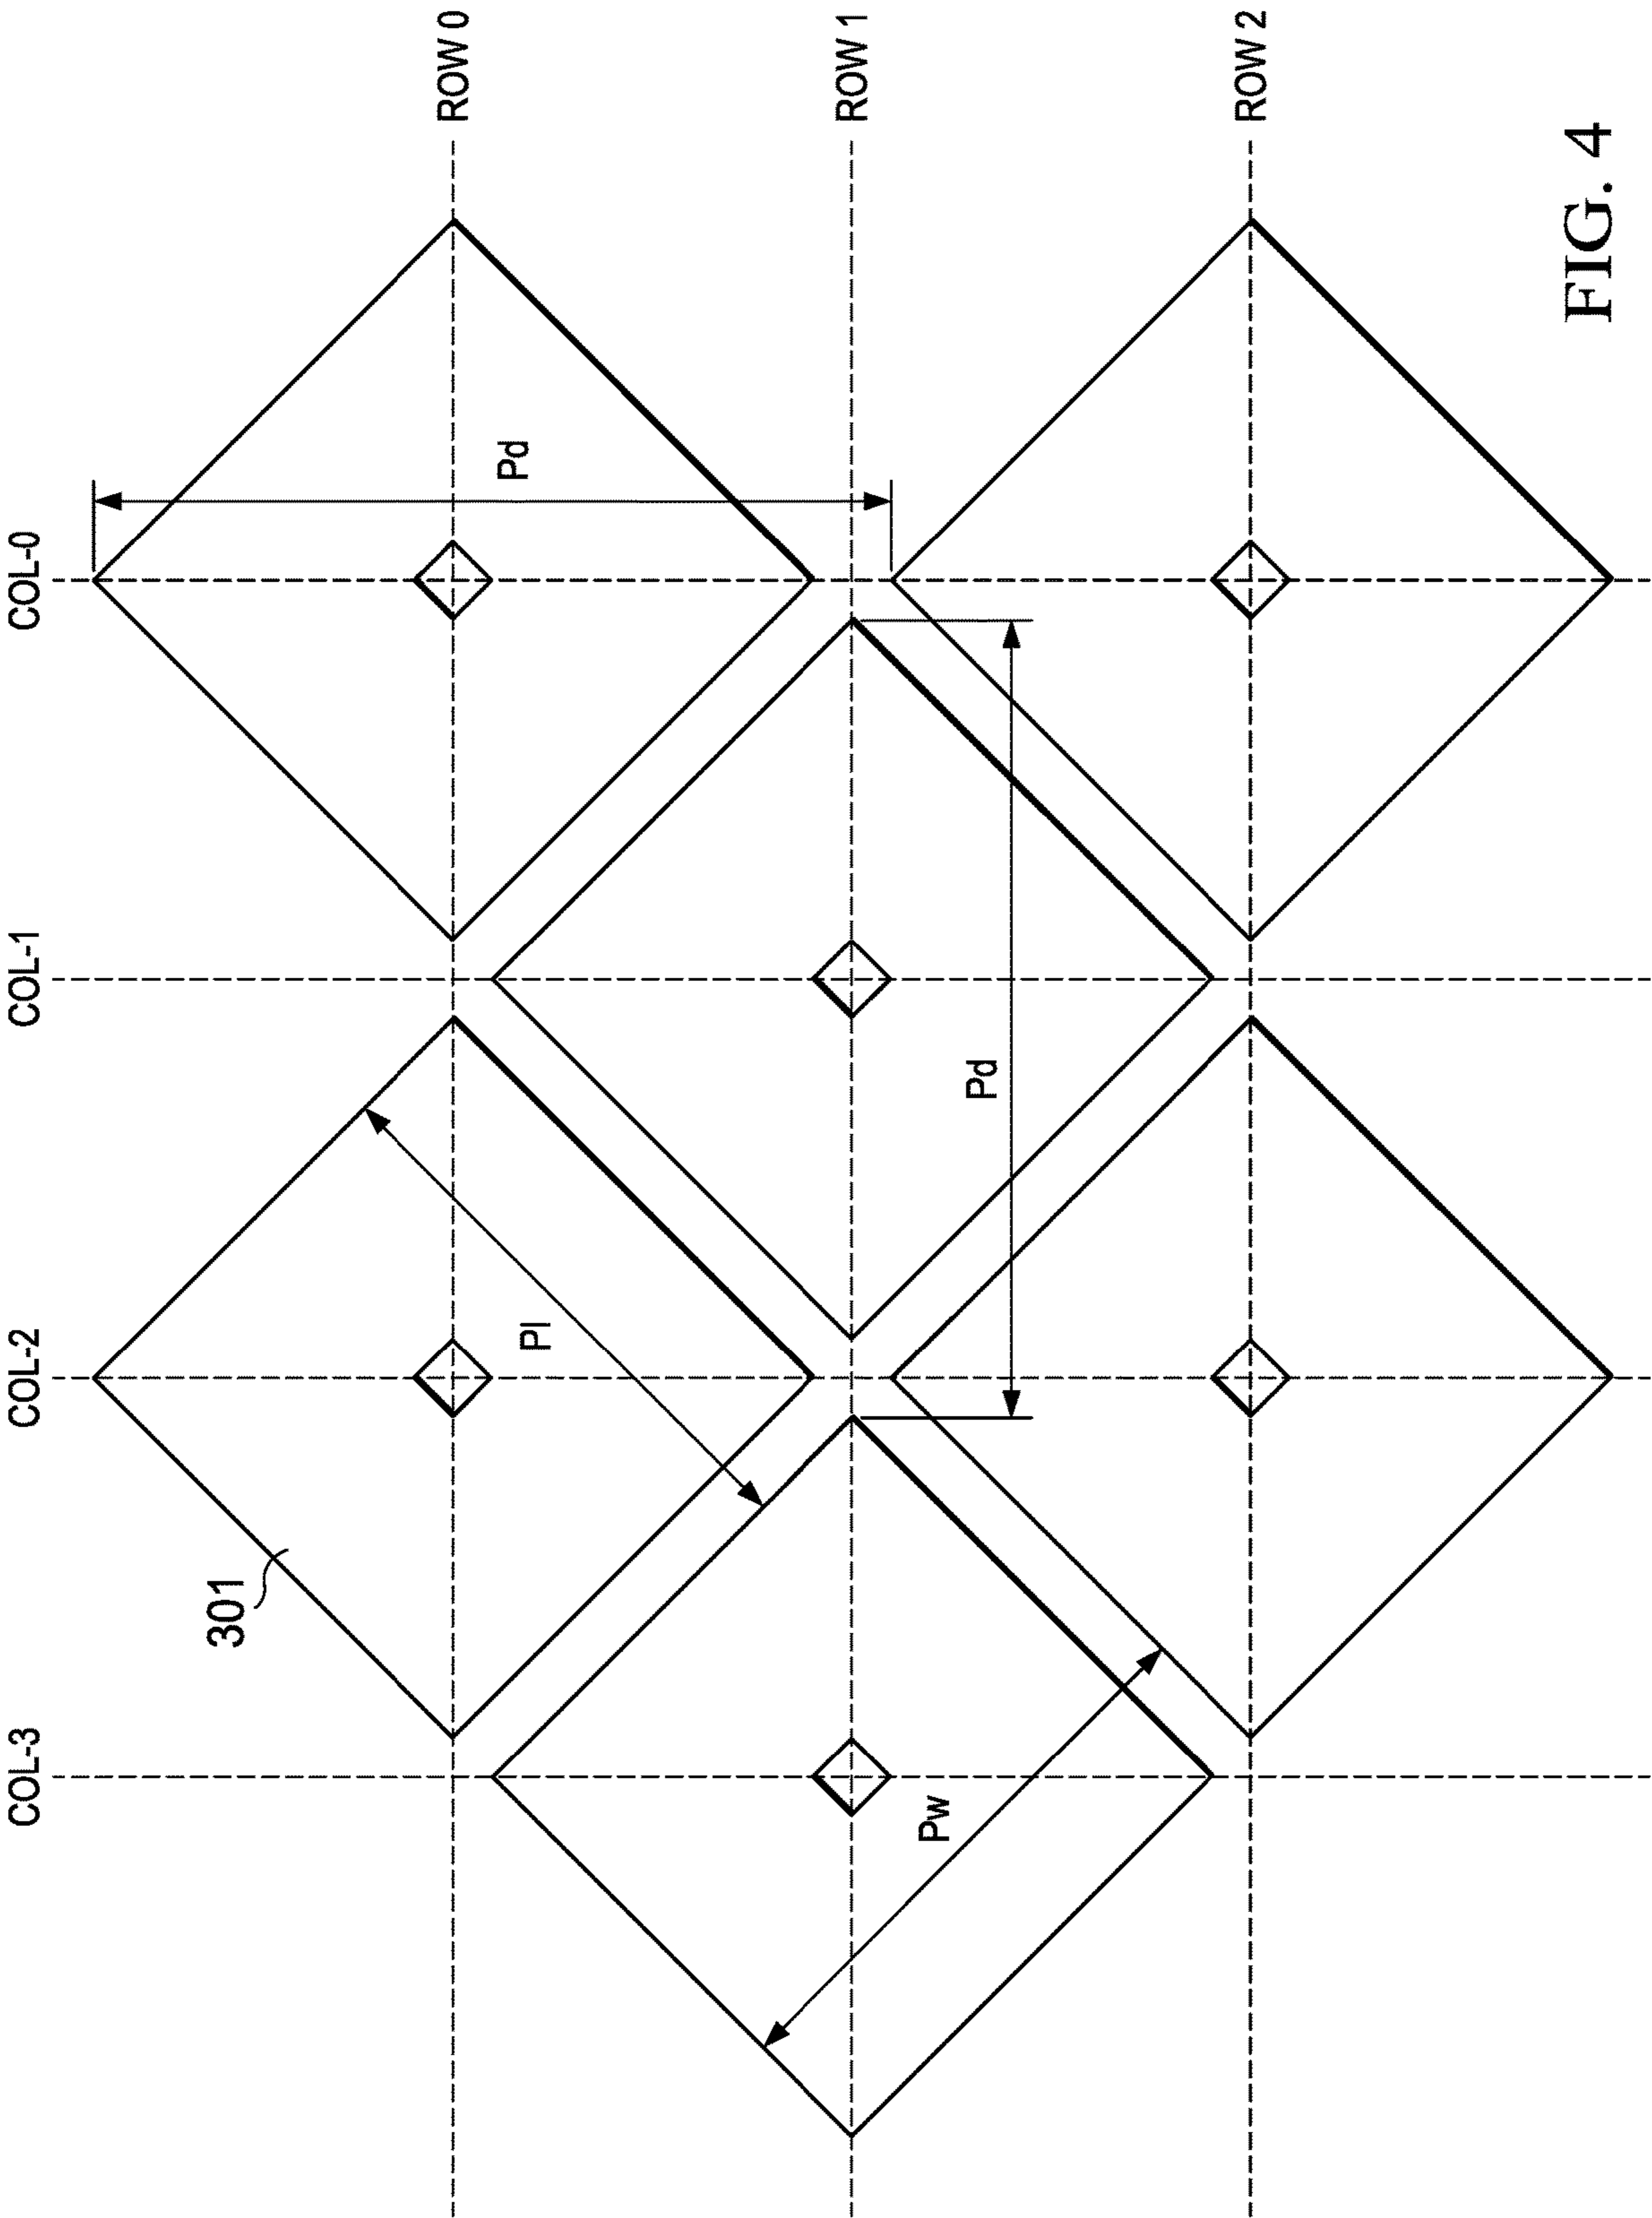 COL-3
COL-2
COL-1
COL-0
ROW 0
ROW 1
ROW 2
301
Pl
Pd
Pd
Pw
FIG. 4